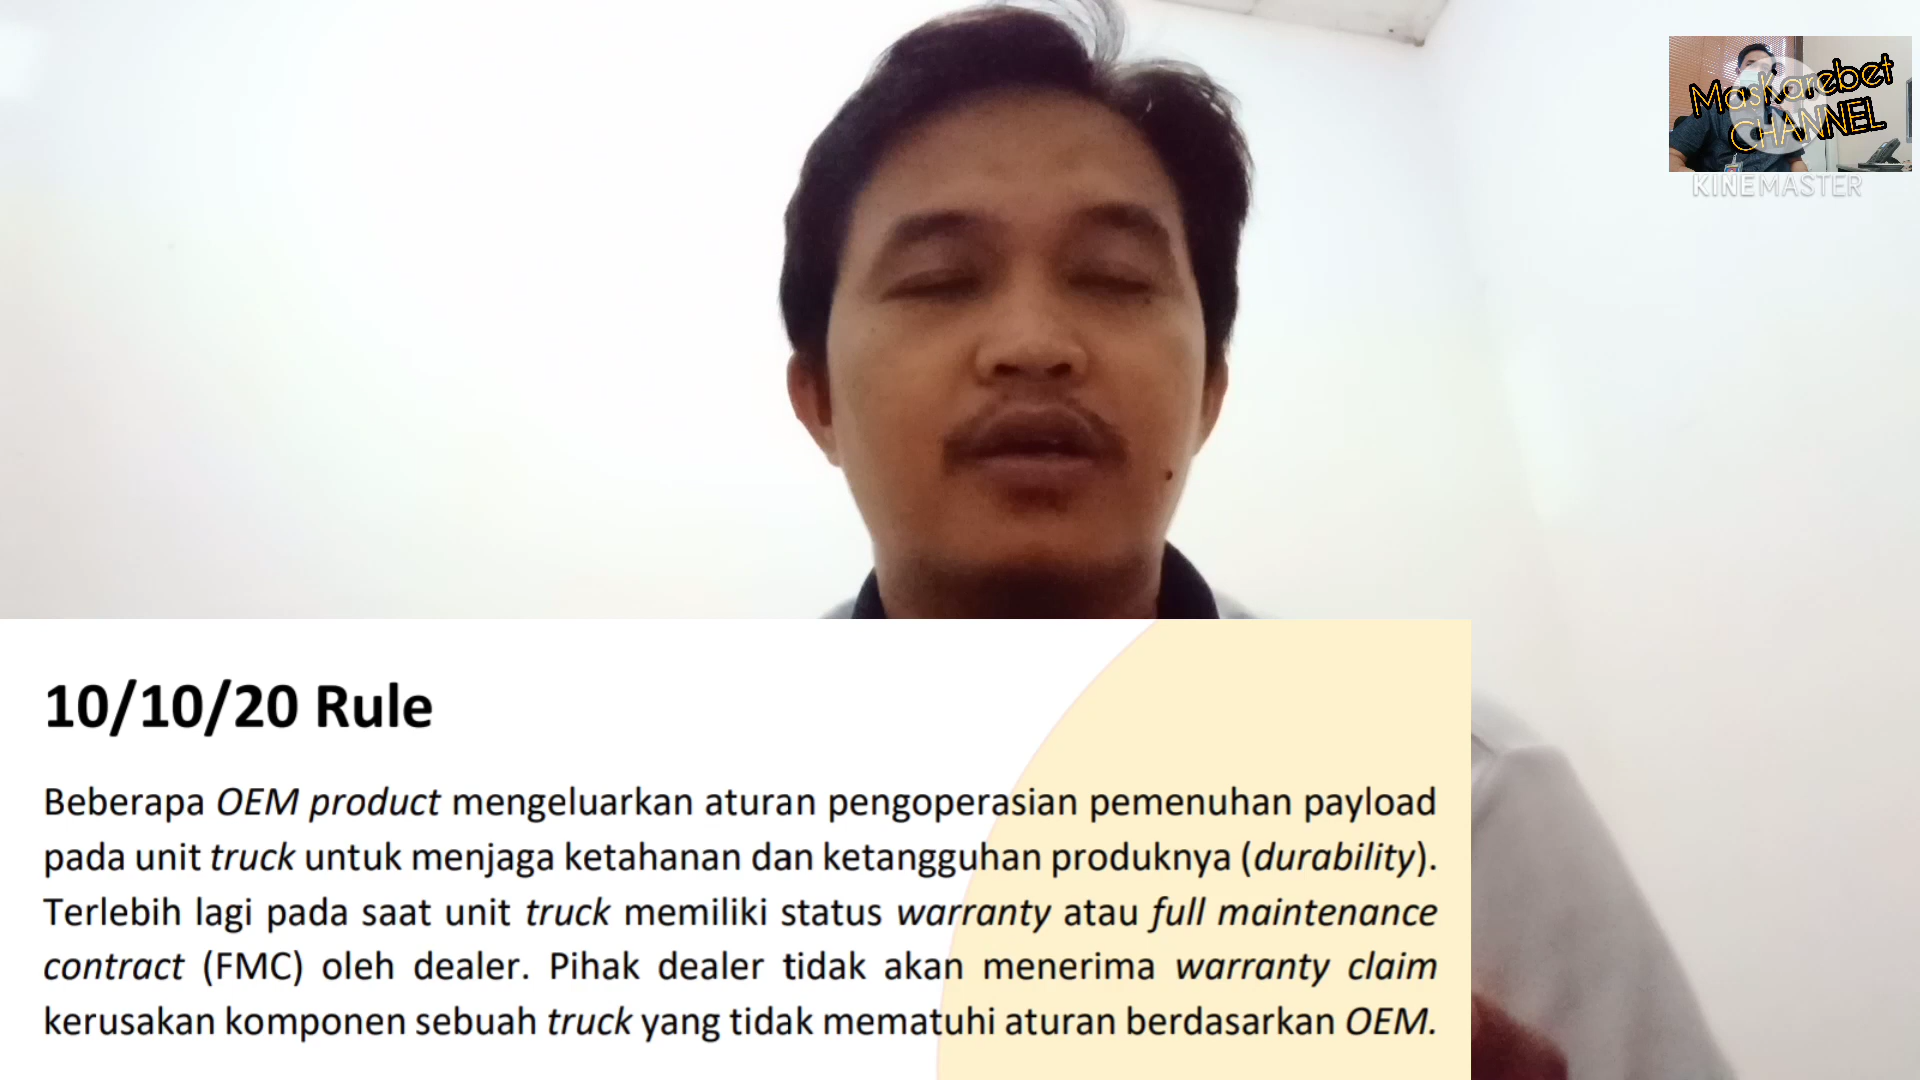 MasKarebet
CHANNEL
KINEMASTER
10/10/20 Rule
Beberapa OEM product mengeluarkan aturan pengoperasian pemenuhan payload
pada unit truck untuk menjaga ketahanan dan ketangguhan produknya (durability).
Terlebih lagi pada saat unit truck memiliki status warranty atau full maintenance
contract (FMC) oleh dealer. Pihak dealer tidak akan menerima warranty claim
kerusakan komponen sebuah truck yang tidak mematuhi aturan berdasarkan OEM.